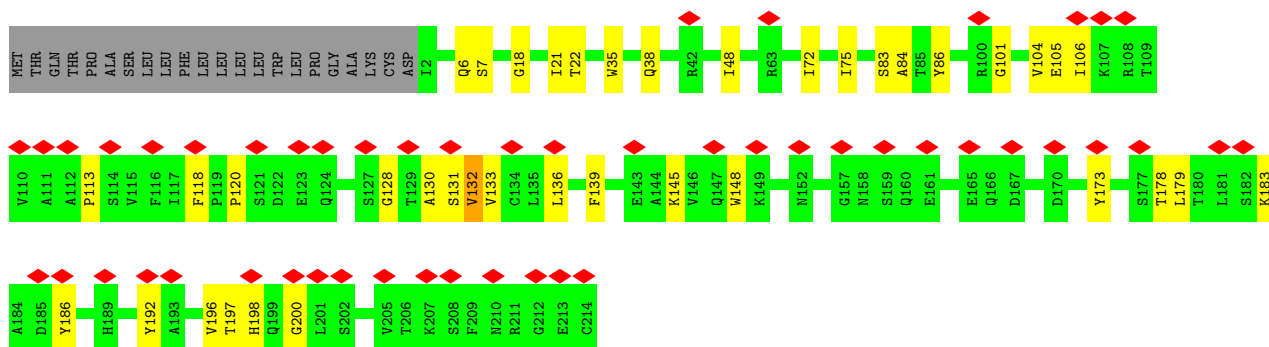 MET THR GLN THR PRO ALA SER LEU LEU PHE LEU LEU LEU LEU TRP LEU PRO GLY ALA LYS CYS ASP I2 Q6 S7 G18 I21 T22 W35 Q38 R42 I48 R63 I72 I75 S83 A84 T85 Y86 R100 G101 V104 E105 I106 K107 R108 T109
V110 A111 A112 P113 S114 V115 F116 I117 F118 P119 P120 S121 D122 E123 Q124 S127 G128 T129 A130 S131 V132 V133 C134 L135 L136 F139 E143 A144 K145 V146 Q147 W148 K149 N152 G157 N158 S159 Q160 E161 E165 Q166 D167 D170 Y173 S177 T178 L179 T180 L181 S182 K183
A184 D185 Y186 H189 Y192 A193 V196 T197 H198 Q199 G200 L201 S202 V205 T206 K207 S208 F209 N210 R211 G212 E213 C214